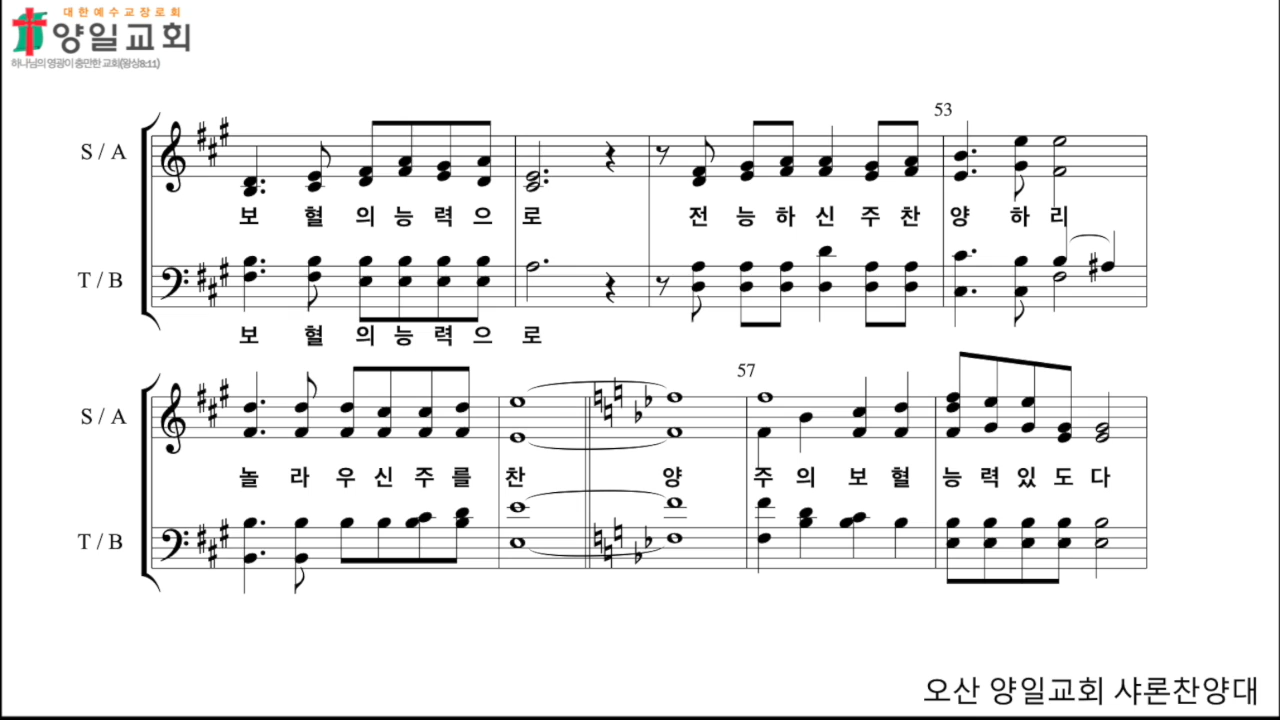 대한예수교장로회
양일교회
하나님의 영광이 충만한 교회(왕상8:11)
53
S / A
보 혈 의 능 력 으 로 전 능 하 신 주 찬 양 하 리
T / B
보 혈 의 능 력 으 로
57
S / A
놀 라 우 신 주 를 찬 양 주 의 보 혈 능 력 있 도 다
T / B
오산 양일교회 샤론찬양대